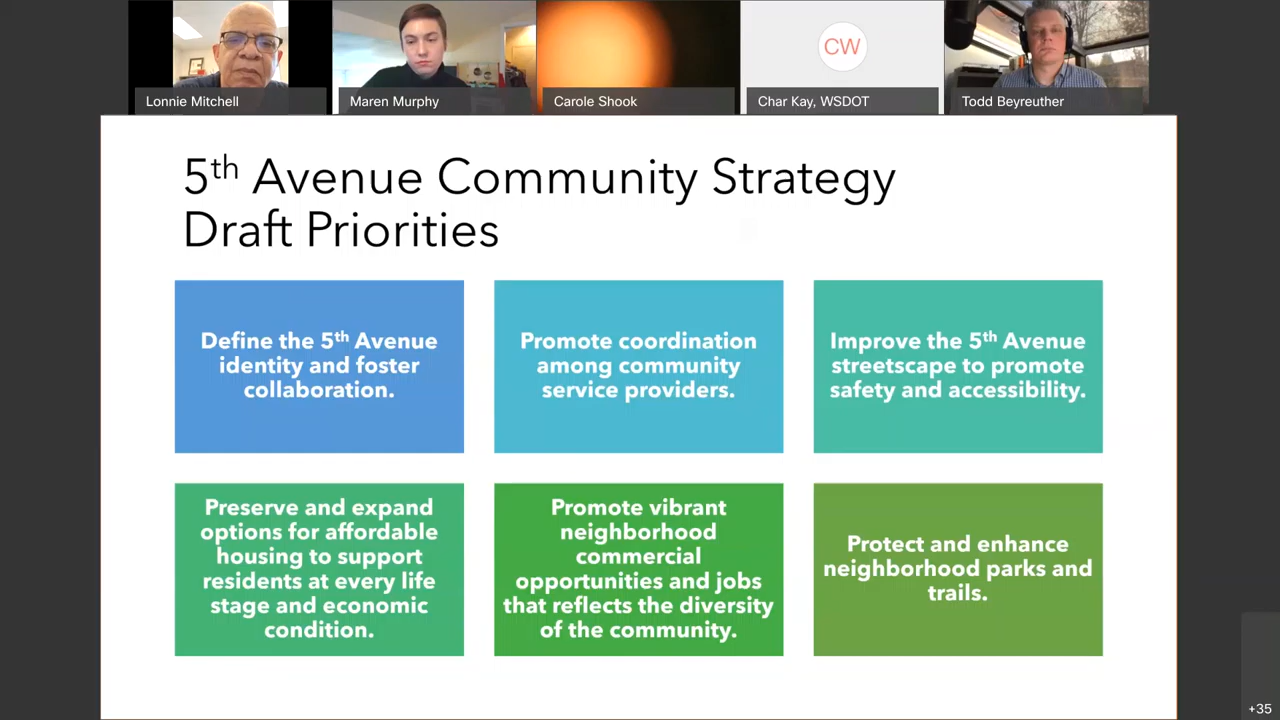 CW
Lonnie Mitchell
Maren Murphy
Carole Shook
Char Kay, WSDOT
Todd Beyreuther
5th Avenue Community Strategy
Draft Priorities
Define the 5th Avenue
identity and foster
collaboration.
Promote coordination
among community
service providers.
Improve the 5th Avenue
streetscape to promote
safety and accessibility.
Preserve and expand
options for affordable
housing to support
residents at every life
stage and economic
condition.
Promote vibrant
neighborhood
commercial
opportunities and jobs
that reflects the diversity
of the community.
Protect and enhance
neighborhood parks and
trails.
+35